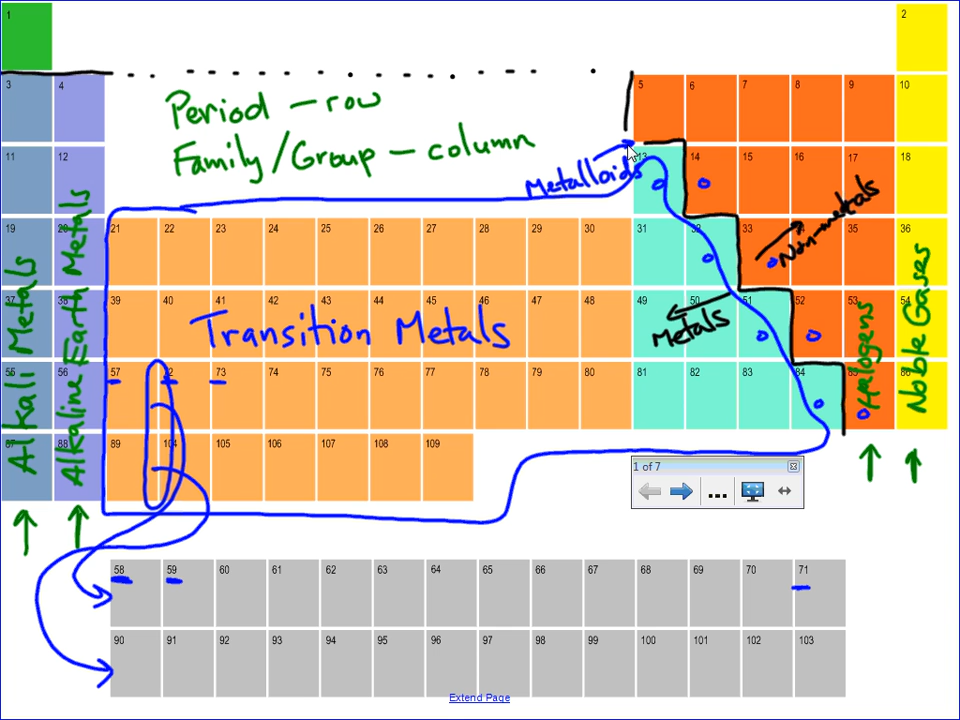 1 2
3 4 5 6 7 8 9 10
Period – row
Family/Group – column
11 12 13 14 15 16 17 18
Metalloids
Non-metals
19 20 21 22 23 24 25 26 27 28 29 30 31 32 33 35 36
37 38 39 40 41 42 43 44 45 46 47 48 49 50 51 52 53 54
Transition Metals
Metals
55 56 57 72 73 74 75 76 77 78 79 80 81 82 83 84 85 86
87 88 89 104 105 106 107 108 109
Alkali Metals
Alkaline Earth Metals
Halogens
Noble Gases
1 of 7
...
58 59 60 61 62 63 64 65 66 67 68 69 70 71
90 91 92 93 94 95 96 97 98 99 100 101 102 103
Extend Page